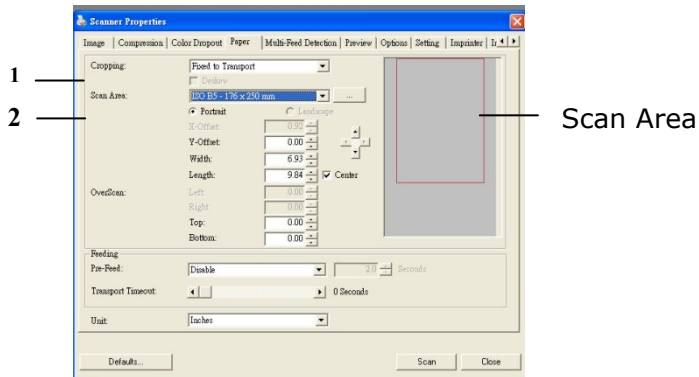 Scanner Properties
Image Compression Color Dropout Paper Multi-Feed Detection Preview Options Setting Imprinter
Cropping: Fixed to Transport
1
Deskew
Scan Area: ISO B5 - 176 x 250 mm ...
2
Portrait Landscape
Scan Area
X-Offset: 0.92
Y-Offset: 0.00
Width: 6.93
Length: 9.84 Center
OverScan: Left: 0.00
Right: 0.00
Top: 0.00
Bottom: 0.00
Feeding
Pre-Feed: Disable 2.0 Seconds
Transport Timeout: 0 Seconds
Unit: Inches
Defaults... Scan Close